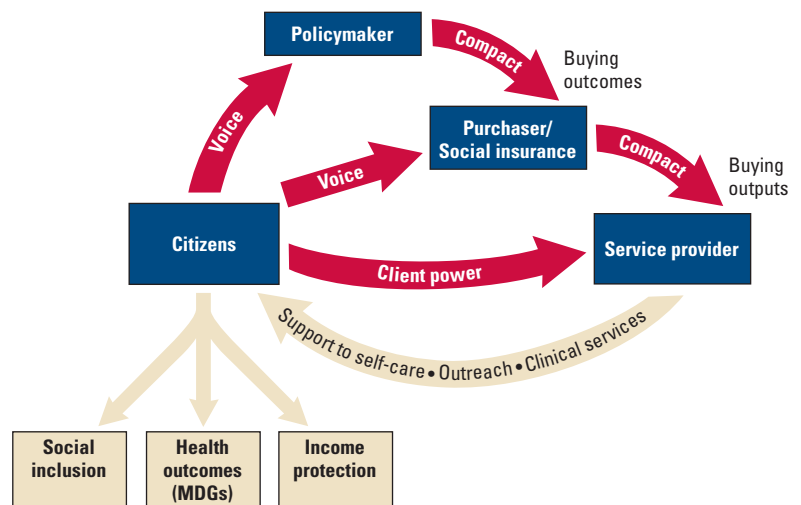 Policymaker
Compact
Buying
outcomes
Voice
Purchaser/
Social insurance
Compact
Buying
outputs
Voice
Citizens
Service provider
Client power
Support to self-care • Outreach • Clinical services
Social
inclusion
Health
outcomes
(MDGs)
Income
protection